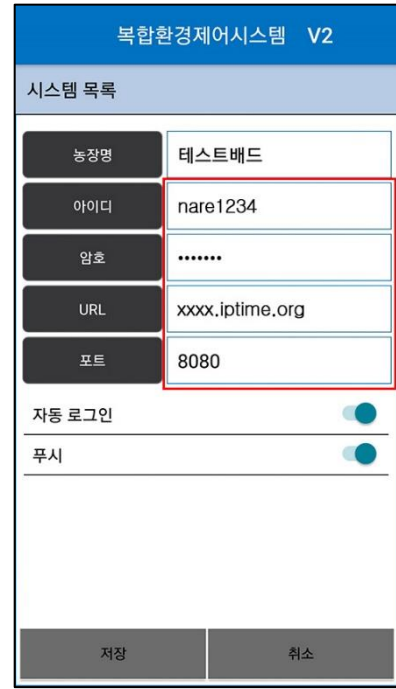 복합환경제어시스템 V2
시스템 목록
농장명 테스트배드
아이디 nare1234
암호 •••••••
URL xxxx.iptime.org
포트 8080
자동 로그인
푸시
저장 취소